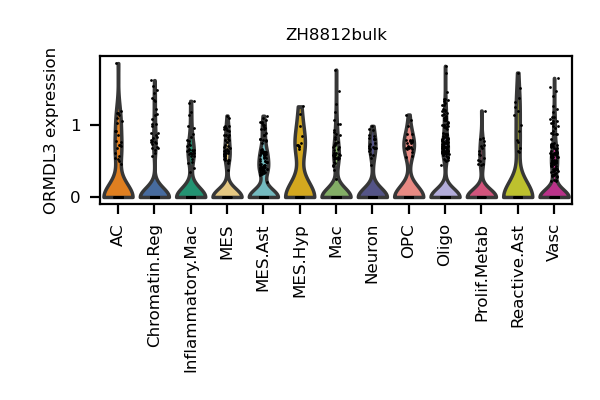 ZH8812bulk
ORMDL3 expression
1
0
AC
Chromatin.Reg
Inflammatory.Mac
MES
MES.Ast
MES.Hyp
Mac
Neuron
OPC
Oligo
Prolif.Metab
Reactive.Ast
Vasc